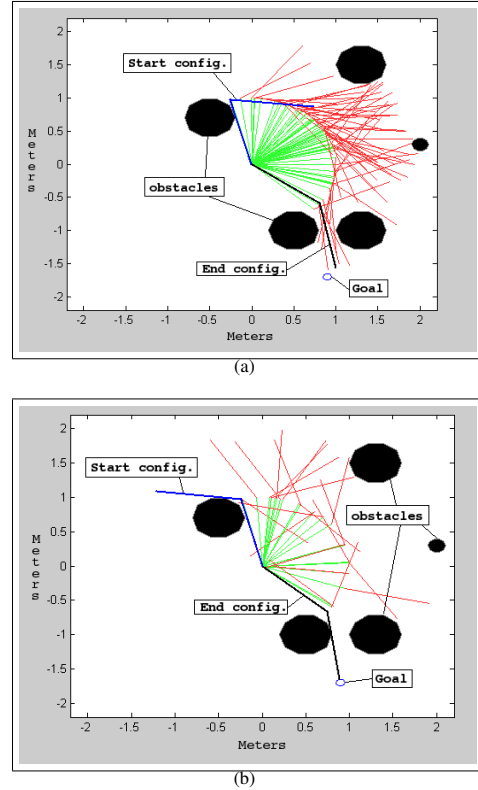 2
Start config.
1.5
1
0.5
Meters
0
-0.5
obstacles
-1
End config.
-1.5
Goal
-2
-2 -1.5 -1 -0.5 0 0.5 1 1.5 2
Meters
(a)
2
1.5
Start config.
1
obstacles
0.5
Meters
0
-0.5
End config.
-1
-1.5
Goal
-2
-2 -1.5 -1 -0.5 0 0.5 1 1.5 2
Meters
(b)